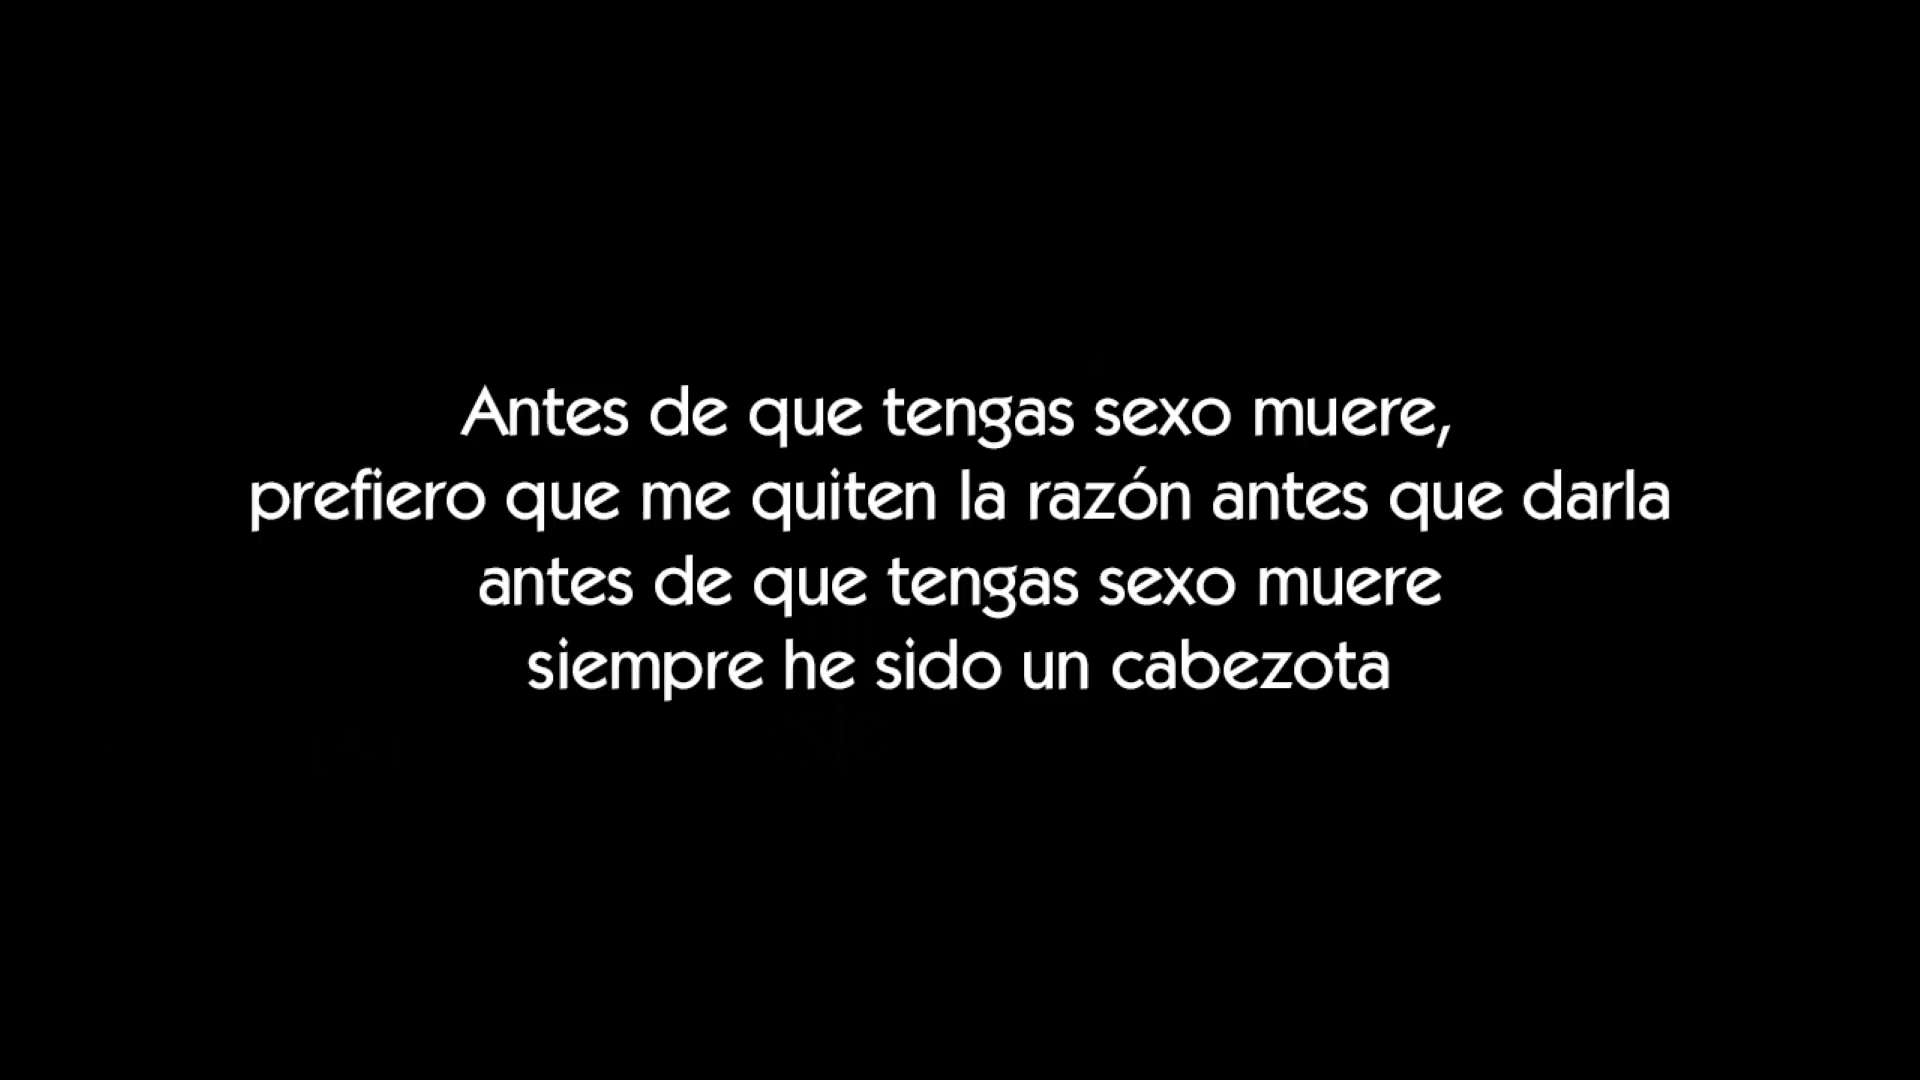 Antes de que tengas sexo muere,
prefiero que me quiten la razón antes que darla
antes de que tengas sexo muere
siempre he sido un cabezota